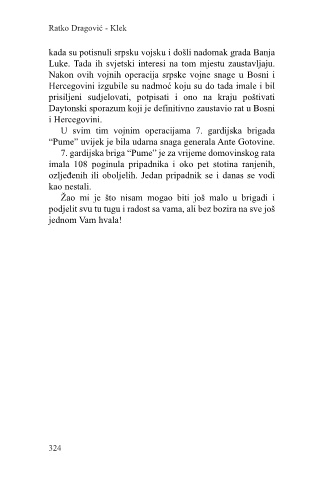 Ratko Dragović - Klek
kada su potisnuli srpsku vojsku i došli nadomak grada Banja
Luke. Tada ih svjetski interesi na tom mjestu zaustavljaju.
Nakon ovih vojnih operacija srpske vojne snage u Bosni i
Hercegovini izgubile su nadmoć koju su do tada imale i bil
prisiljeni sudjelovati, potpisati i ono na kraju poštivati
Daytonski sporazum koji je definitivno zaustavio rat u Bosni
i Hercegovini.
U svim tim vojnim operacijama 7. gardijska brigada
“Pume” uvijek je bila udarna snaga generala Ante Gotovine.
7. gardijska briga “Pume” je za vrijeme domovinskog rata
imala 108 poginula pripadnika i oko pet stotina ranjenih,
ozljeđenih ili oboljelih. Jedan pripadnik se i danas se vodi
kao nestali.
Žao mi je što nisam mogao biti još malo u brigadi i
podjelit svu tu tugu i radost sa vama, ali bez bozira na sve još
jednom Vam hvala!
324